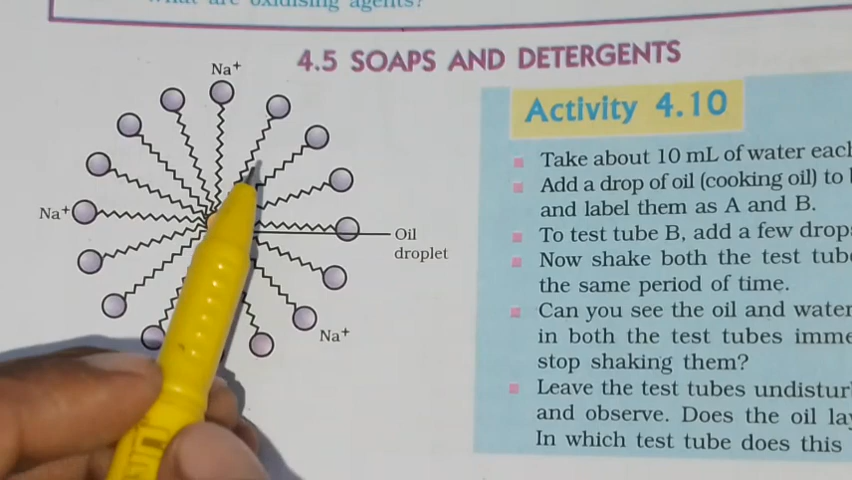 What are oxidising agents?
4.5 SOAPS AND DETERGENTS
Na+
Na+
Oil
droplet
Na+
Activity 4.10
Take about 10 mL of water each
Add a drop of oil (cooking oil) to
and label them as A and B.
To test tube B, add a few drop
Now shake both the test tube
the same period of time.
Can you see the oil and water
in both the test tubes
stop shaking them?
Leave the test tubes
and observe. Does the oil
In which test tube does this